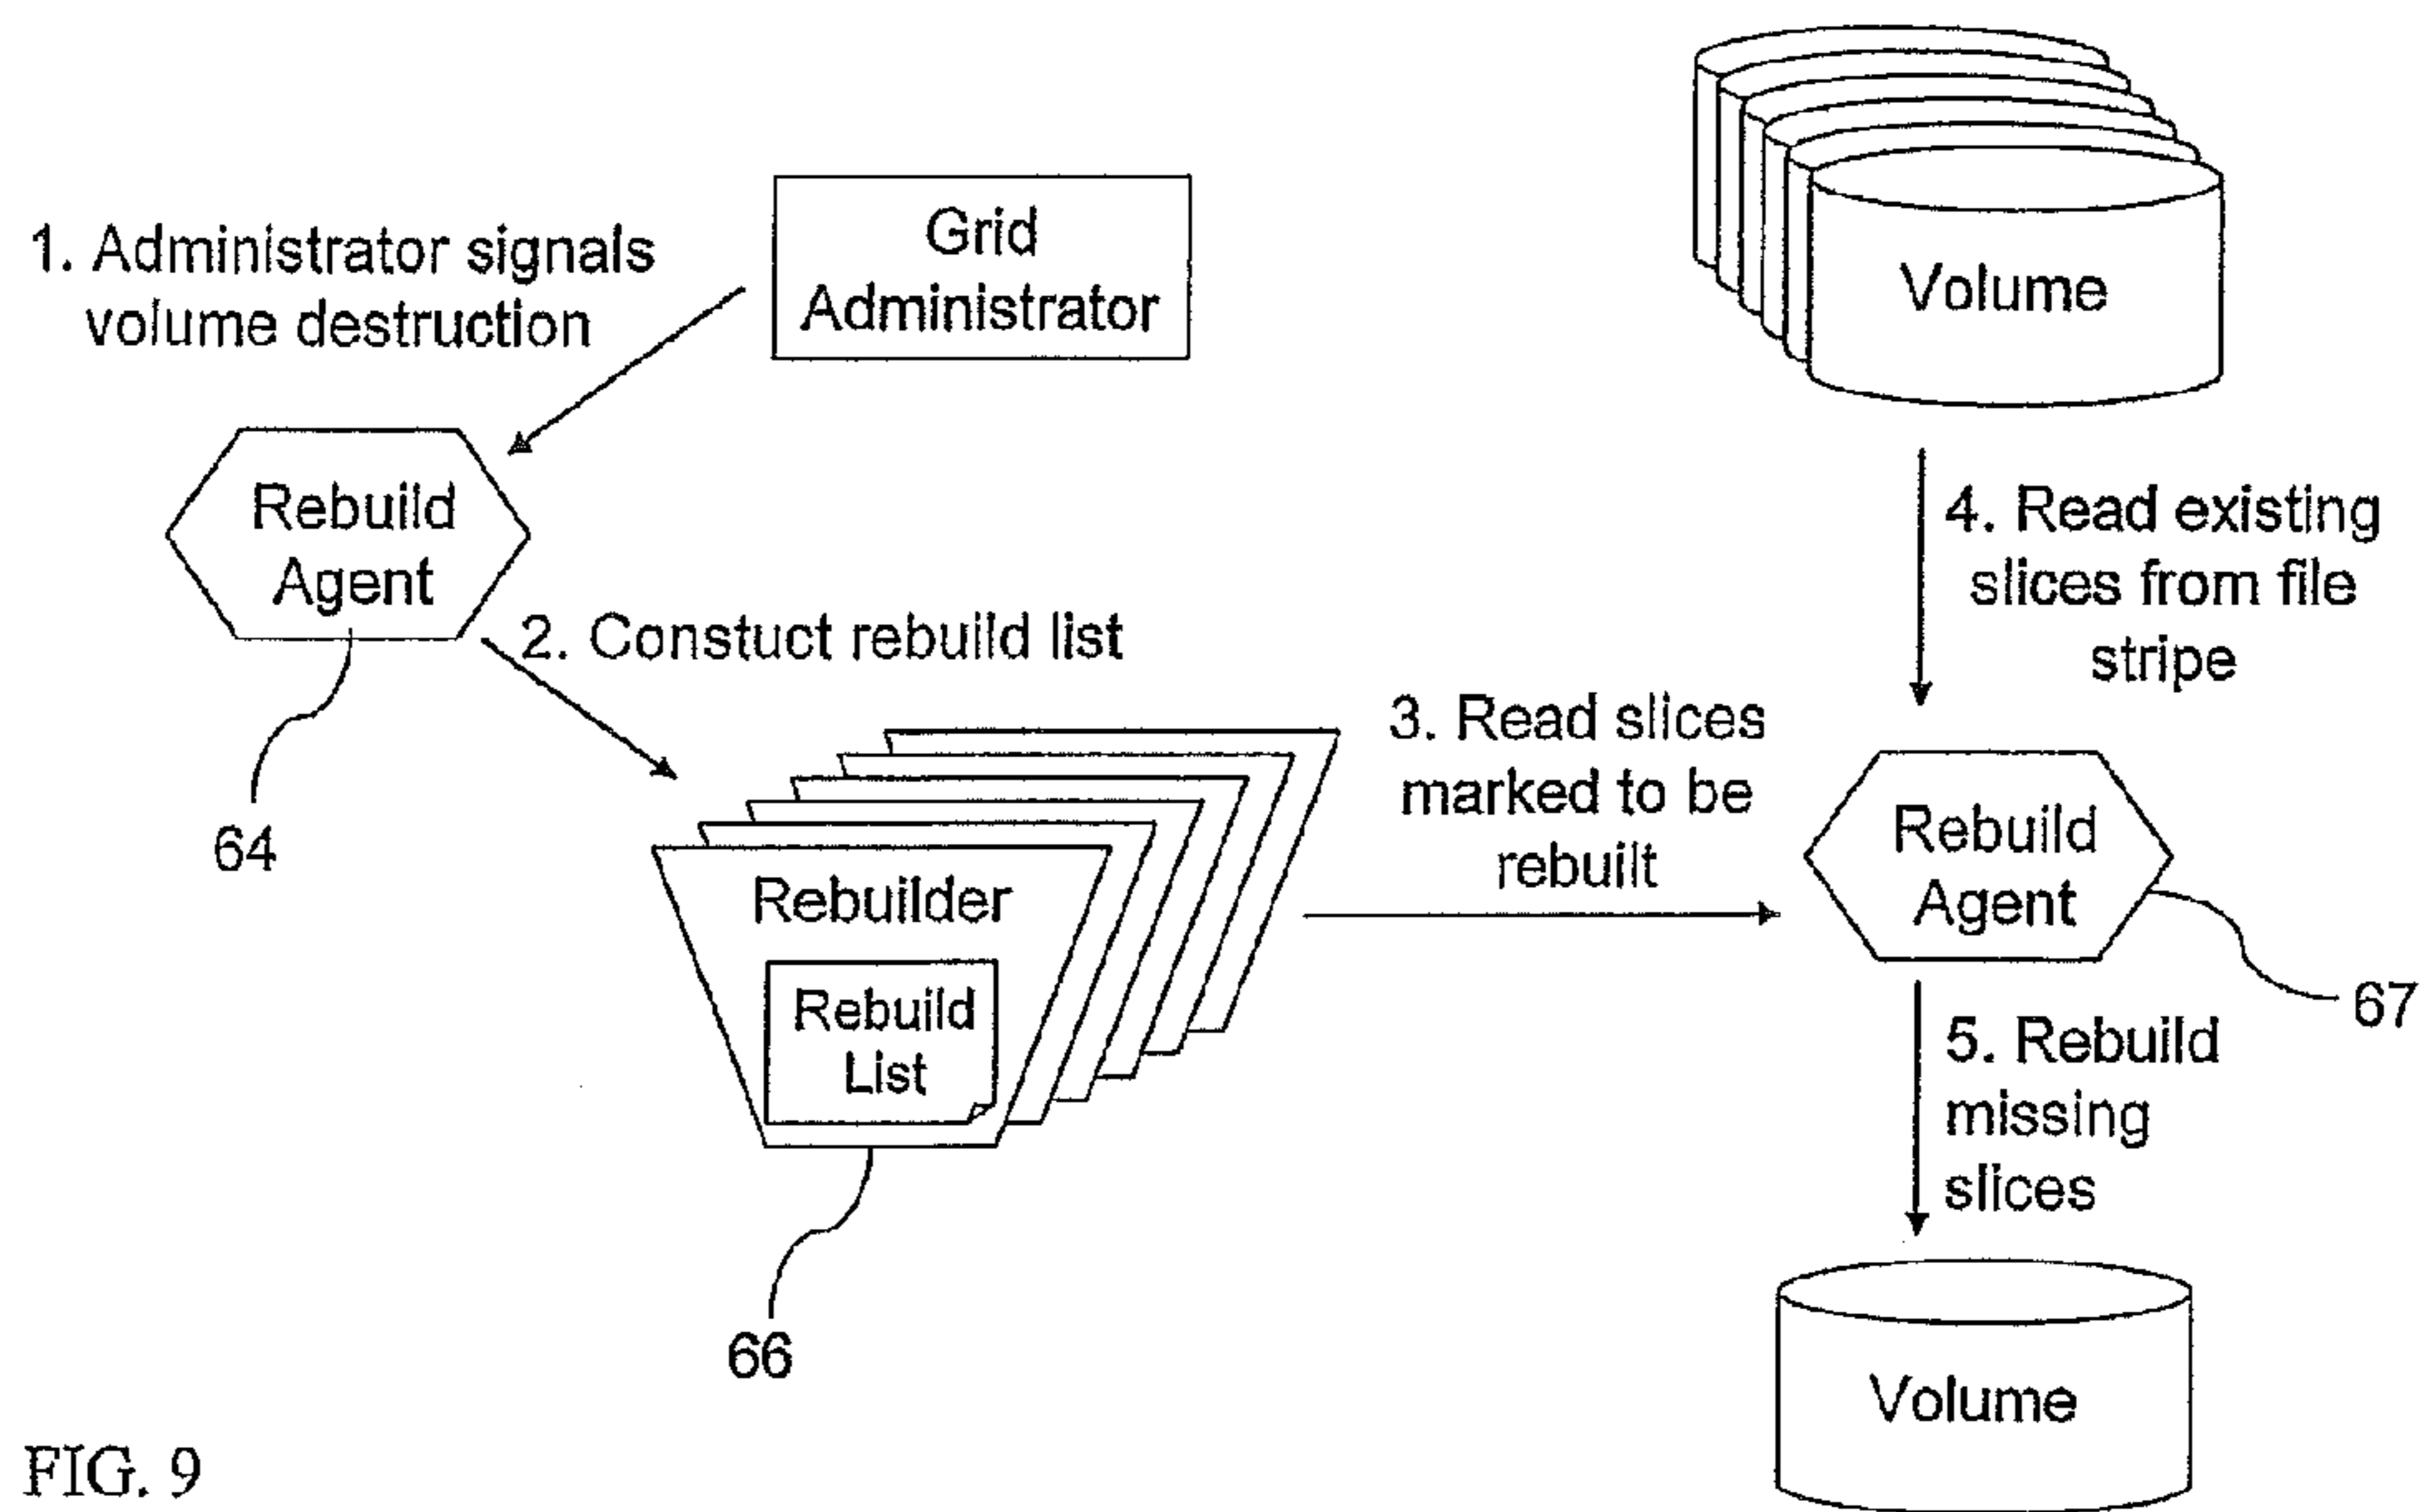 1. Administrator signals
volume destruction
Grid
Administrator
Volume
Rebuild
Agent
64
2. Constuct rebuild list
4. Read existing
slices from file
stripe
3. Read slices
marked to be
rebuilt
Rebuilder
Rebuild
List
66
Rebuild
Agent
67
5. Rebuild
missing
slices
Volume
FIG. 9